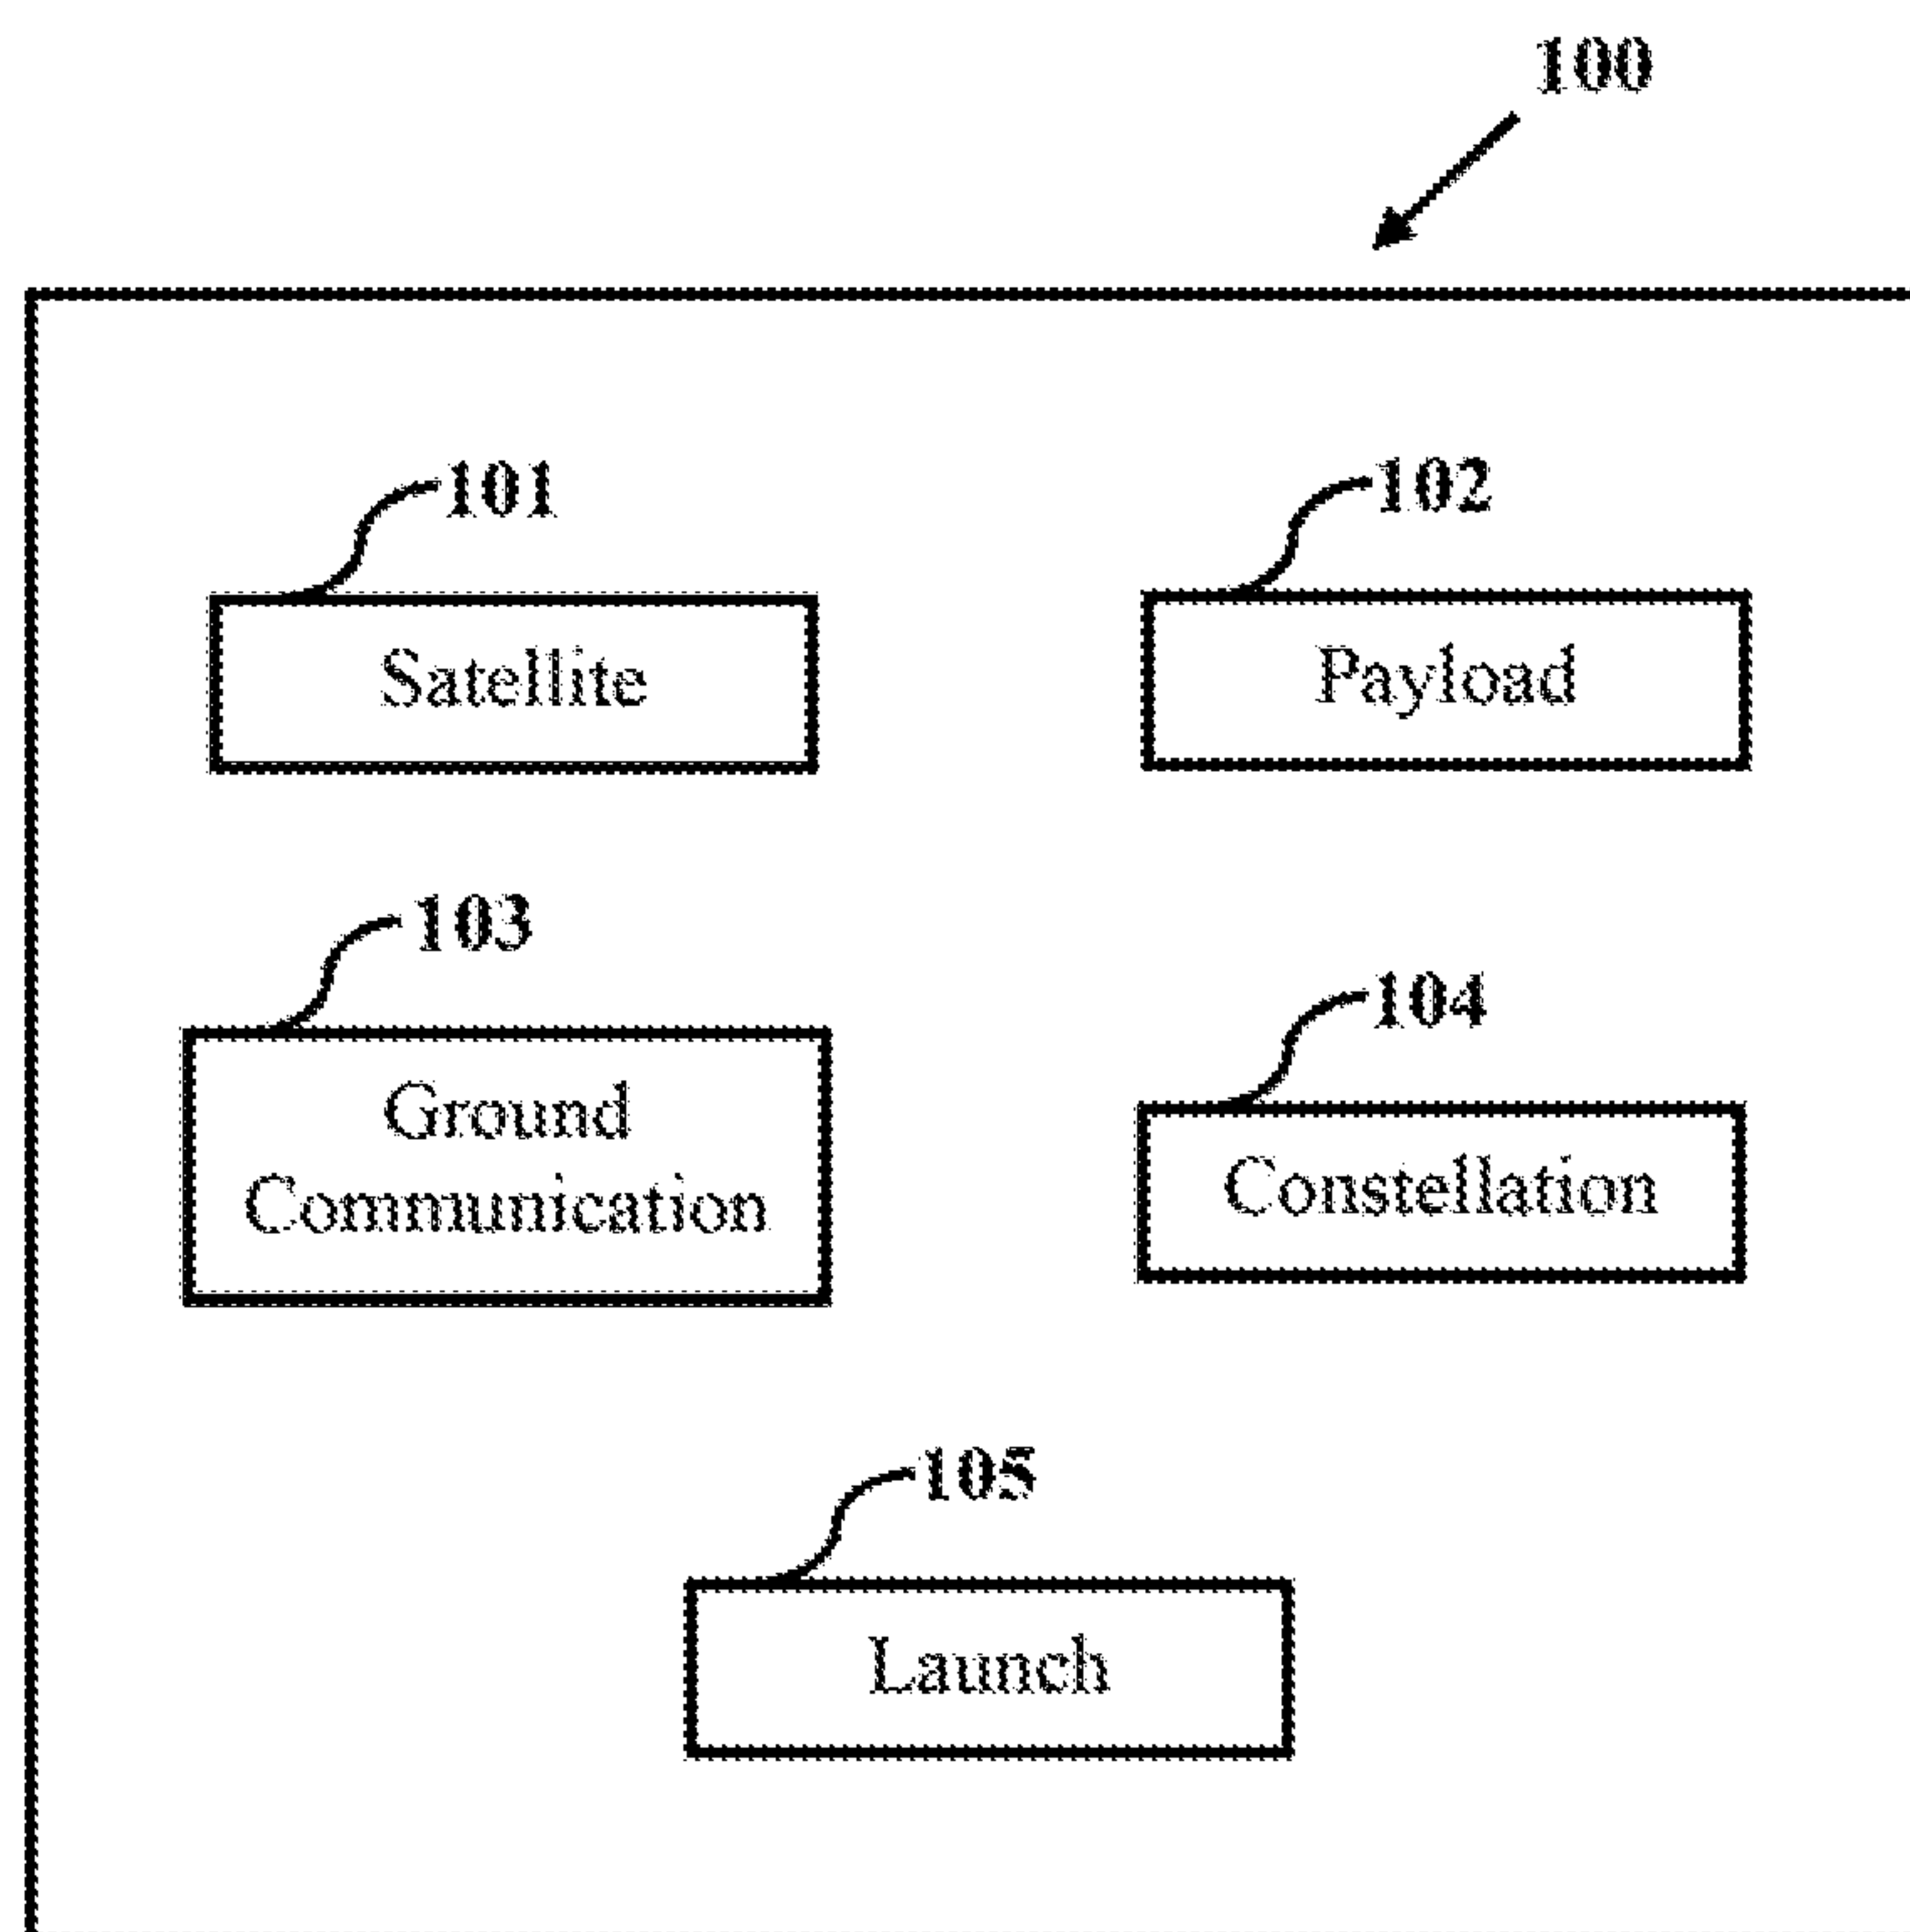 100
101
102
Satellite
Payload
103
104
Ground
Communication
Constellation
105
Launch